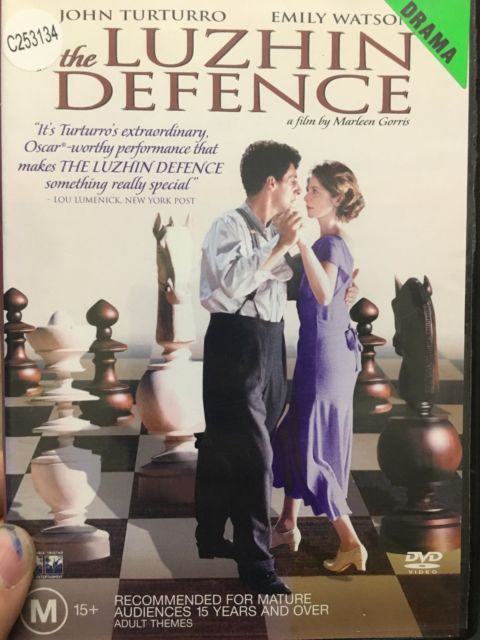 C253134
JOHN TURTURRO EMILY WATSON
DRAMA
the LUZHIN
DEFENCE
a film by Marleen Gorris
"It's Turturro's extraordinary,
Oscar®-worthy performance that
makes THE LUZHIN DEFENCE
something really special"
- LOU LUMENICK, NEW YORK POST
DVD
VIDEO
M 15+
RECOMMENDED FOR MATURE
AUDIENCES 15 YEARS AND OVER
ADULT THEMES